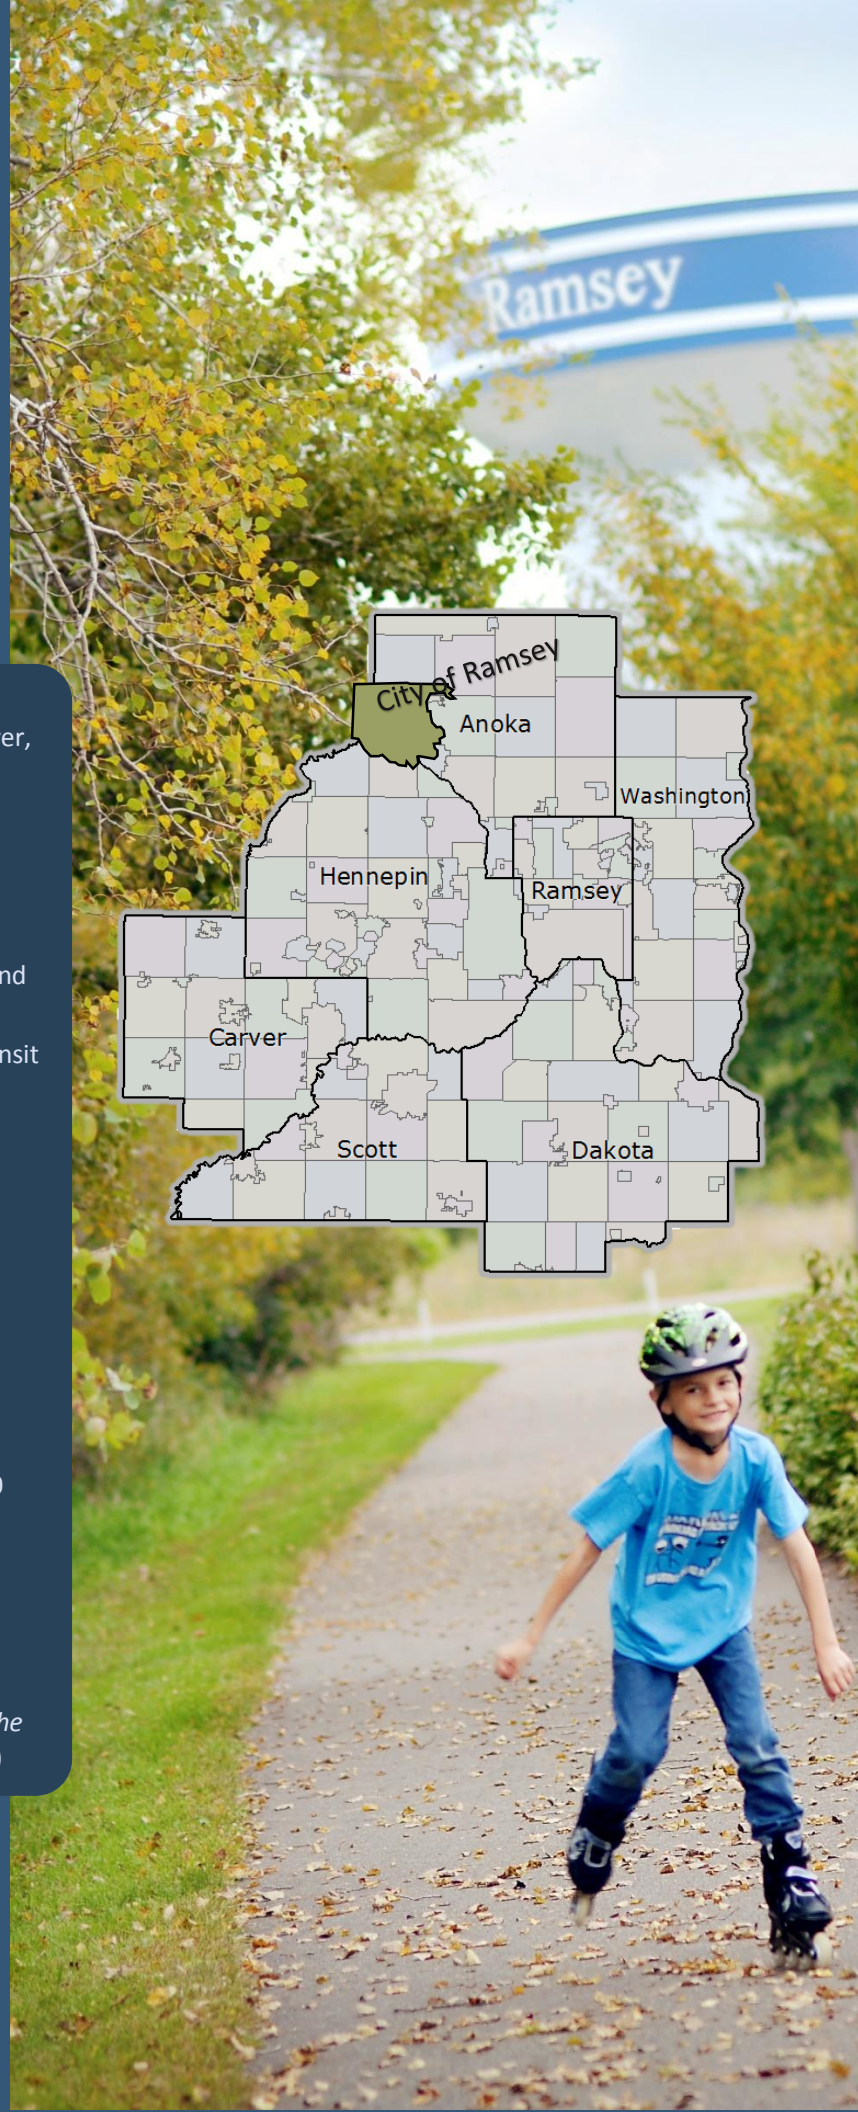 Ramsey
City of Ramsey
Anoka
Washington
Hennepin
Ramsey
Carver
Scott
Dakota
er,
nd
nsit
)
he
)